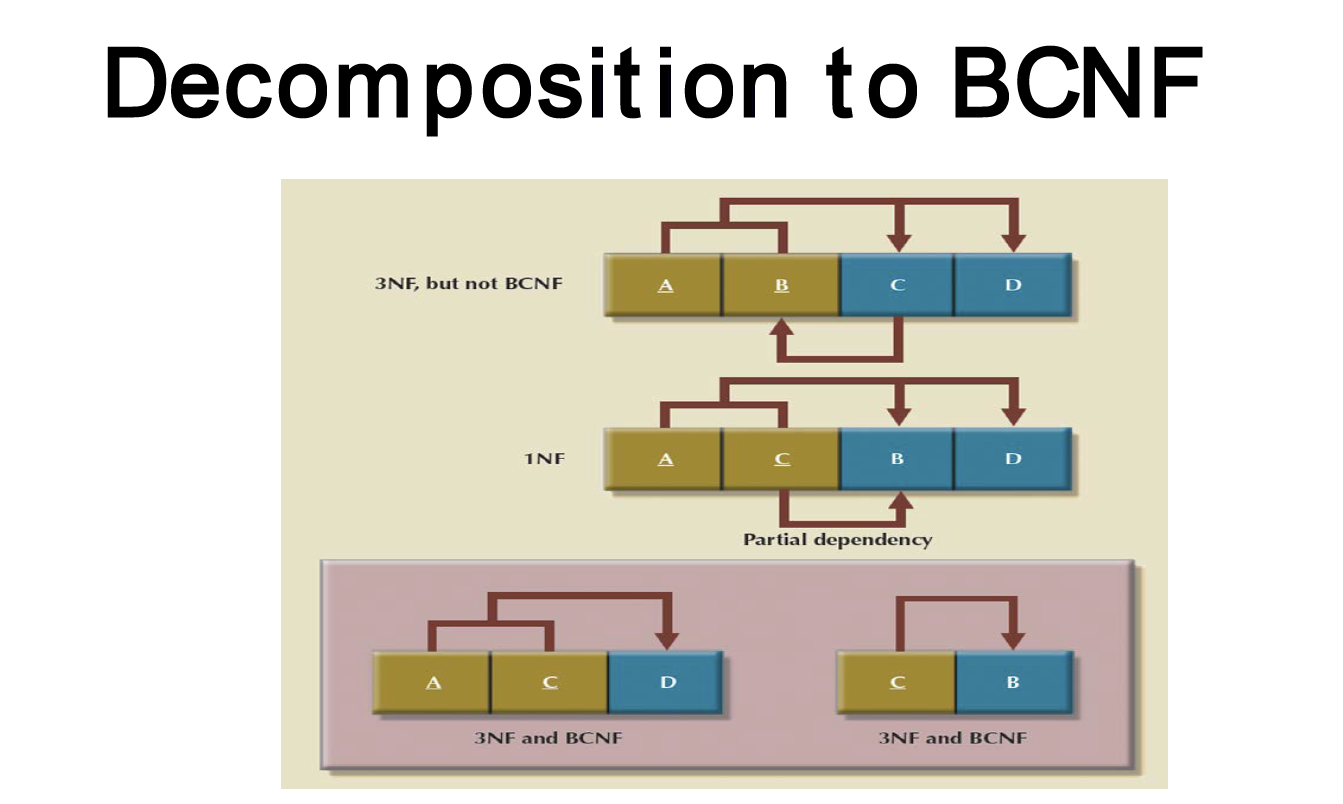 Decomposition to BCNF
3NF, but not BCNF
A B C D
1NF
A C B D
Partial dependency
A C D
3NF and BCNF
C B
3NF and BCNF